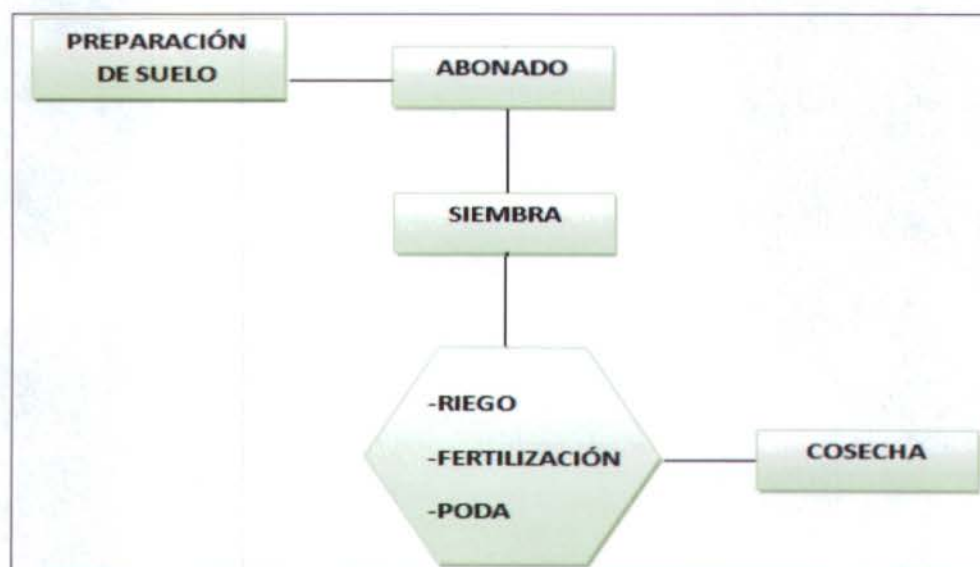 PREPARACIÓN
DE SUELO
ABONADO
SIEMBRA
-RIEGO
-FERTILIZACIÓN
-PODA
COSECHA